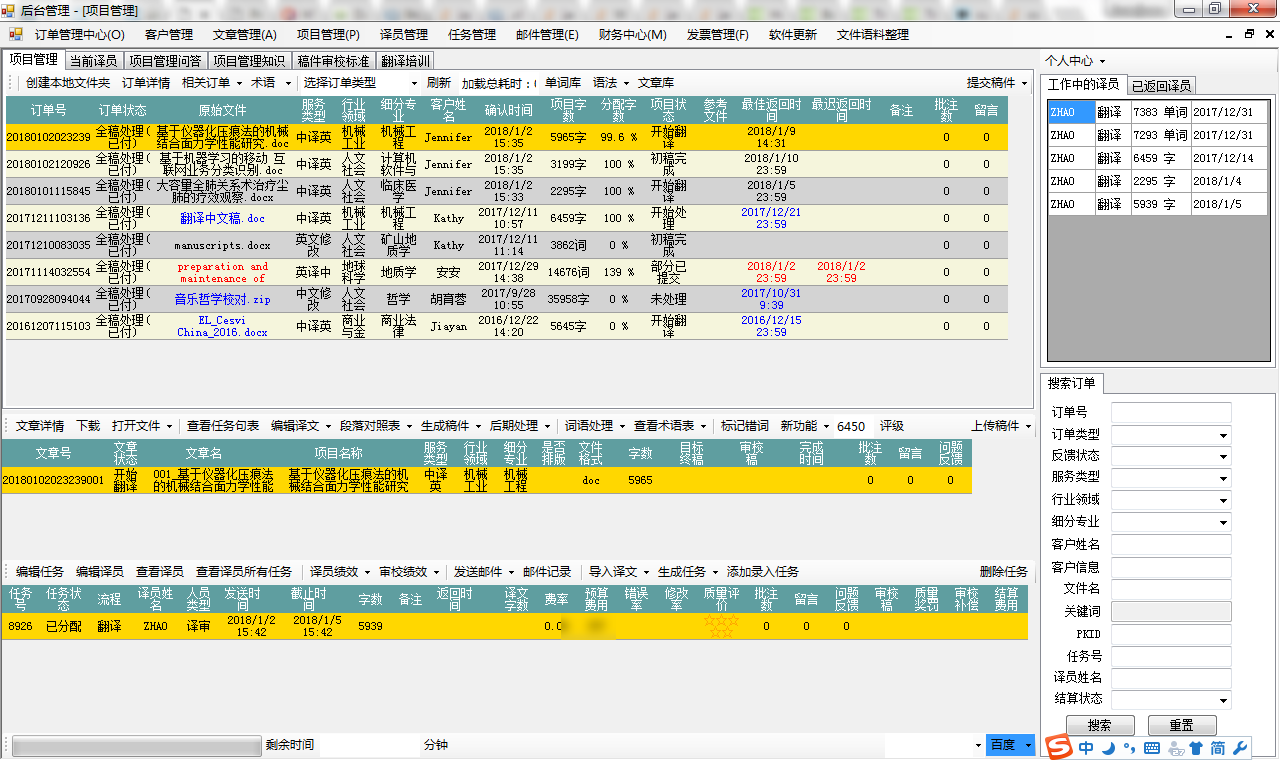 后台管理 - [项目管理]
订单管理中心(O) 客户管理 文章管理(A) 项目管理(P) 译员管理 任务管理 邮件管理(E) 财务中心(M) 发票管理(F) 软件更新 文件语料整理
项目管理 当前译员 项目管理问答 项目管理知识 稿件审校标准 翻译培训
创建本地文件夹 订单详情 相关订单 术语 选择订单类型 刷新 加载总耗时：( 单词库 语法 文章库 提交稿件
订单号 订单状态 原始文件 服务类型 行业领域 细分专业 客户姓名 确认时间 项目字数 分配字数 项目状态 参考文件 最佳返回时间 最迟返回时间 备注 批注数 留言
20180102023239 全稿处理(已付) 基于仪器化压痕法的机械结合面力学性能研究.doc 中译英 机械工业 机械工程 Jennifer 2018/1/2 15:35 5965字 99.6 % 开始翻译 2018/1/9 14:31 0 0
20180102120926 全稿处理(已付) 基于机器学习的移动 互联网业务分类识别.doc 中译英 人文社会 计算机软件与 Jennifer 2018/1/2 15:35 3199字 100 % 初稿完成 2018/1/10 23:59 0 0
20180101115845 全稿处理(已付) 大容量全肺关系术治疗尘肺的疗效观察.docx 中译英 人文社会 临床医学 Jennifer 2018/1/2 15:33 2295字 100 % 开始翻译 2018/1/5 23:59 0 0
20171211103136 全稿处理(已付) 翻译中文稿.doc 中译英 机械工业 机械工程 Kathy 2017/12/11 10:57 6459字 100 % 开始处理 2017/12/21 23:59 0 0
20171210083035 全稿处理(已付) manuscripts.docx 英文修改 人文社会 矿山地质学 Kathy 2017/12/11 11:14 3862词 0 % 初稿完成 0 0
20171114032554 全稿处理(已付) preparation and maintenance of 英译中 地球科学 地质学 安安 2017/12/29 14:38 14676词 139 % 部分已提交 2018/1/2 23:59 2018/1/2 23:59 0 0
20170928094044 全稿处理(已付) 音乐哲学校对.zip 中文修改 人文社会 哲学 胡育蓉 2017/9/28 10:55 35958字 0 % 未处理 2017/10/31 9:39 0 0
20161207115103 全稿处理(已付) EL_Cesvi China_2016.docx 中译英 商业与金 商业法律 Jiayan 2016/12/22 14:20 5645字 0 % 开始翻译 2016/12/15 23:59 0 0
文章详情 下载 打开文件 查看任务句表 编辑译文 段落对照表 生成稿件 后期处理 词语处理 查看术语表 标记错词 新功能 6450 评级 上传稿件
文章号 文章状态 文章名 项目名称 服务类型 行业领域 细分专业 是否排版 文件格式 字数 目标终稿 审校稿 完成时间 批注数 留言 问题反馈
20180102023239001 开始翻译 001_基于仪器化压痕法的机械结合面力学性能 基于仪器化压痕法的机械结合面力学性能研究 中译英 机械工业 机械工程 doc 5965 0 0 0
编辑任务 编辑译员 查看译员 查看译员所有任务 译员绩效 审校绩效 发送邮件 邮件记录 导入译文 生成任务 添加录入任务 删除任务
任务号 任务状态 流程 译员姓名 人员类型 发送时间 截止时间 字数 备注 返回时间 译文字数 费率 预算费用 错误率 修改率 质量评价 批注数 留言 问题反馈 审校稿 质量奖罚 审校补偿 结算费用
8926 已分配 翻译 ZHAO 译审 2018/1/2 15:42 2018/1/5 15:42 5939 0.0 ☆☆☆☆☆ 0 0 0
剩余时间 分钟 百度
个人中心
工作中的译员 已返回译员
ZHAO 翻译 7383 单词 2017/12/31
ZHAO 翻译 7293 单词 2017/12/31
ZHAO 翻译 6459 字 2017/12/14
ZHAO 翻译 2295 字 2018/1/4
ZHAO 翻译 5939 字 2018/1/5
搜索订单
订单号
订单类型
反馈状态
服务类型
行业领域
细分专业
客户姓名
客户信息
文件名
关键词
PKID
任务号
译员姓名
结算状态
搜索 重置
S 中 简